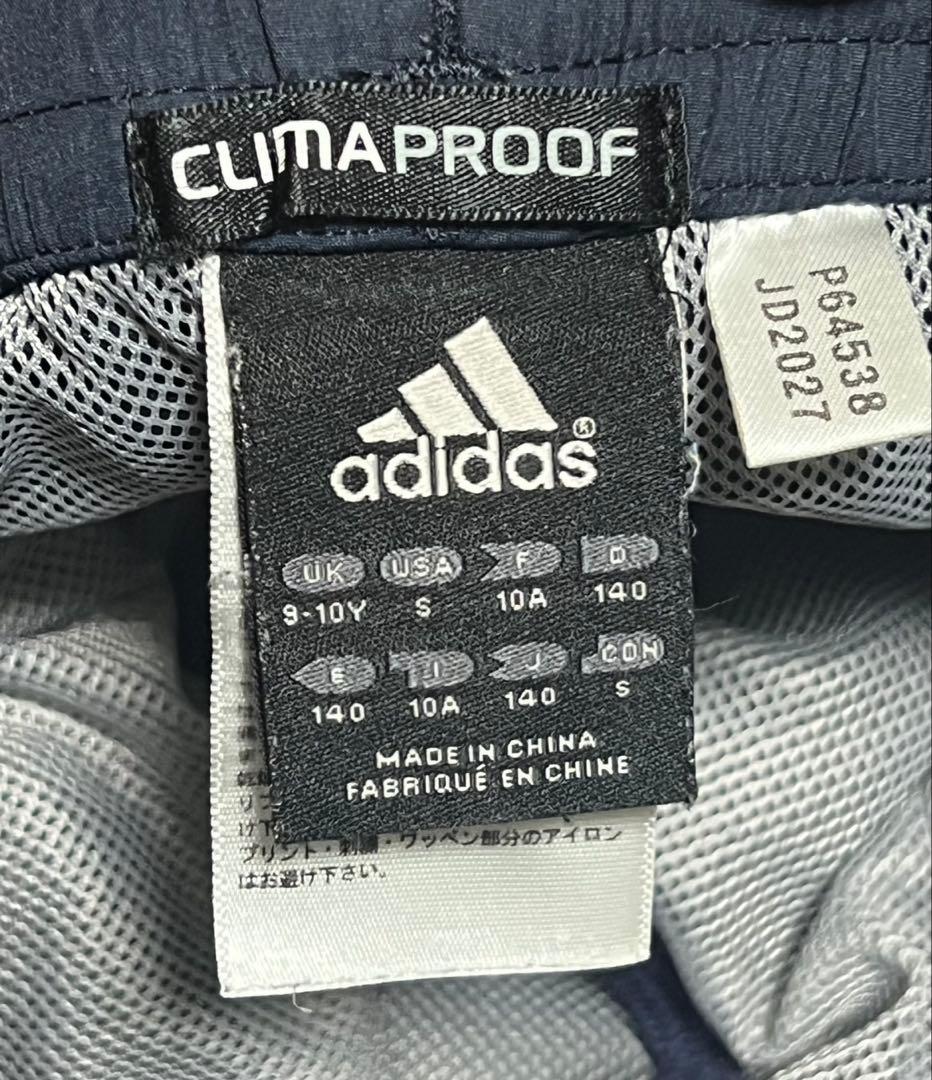 CLIMAPROOF
P64538
JD2027
adidas®
UK USA F D
9-10Y S 10A 140
E I J CDN
140 10A 140 S
MADE IN CHINA
FABRIQUÉ EN CHINE
プリント・刺繍・ワッペン部分のアイロン
はお避け下さい。